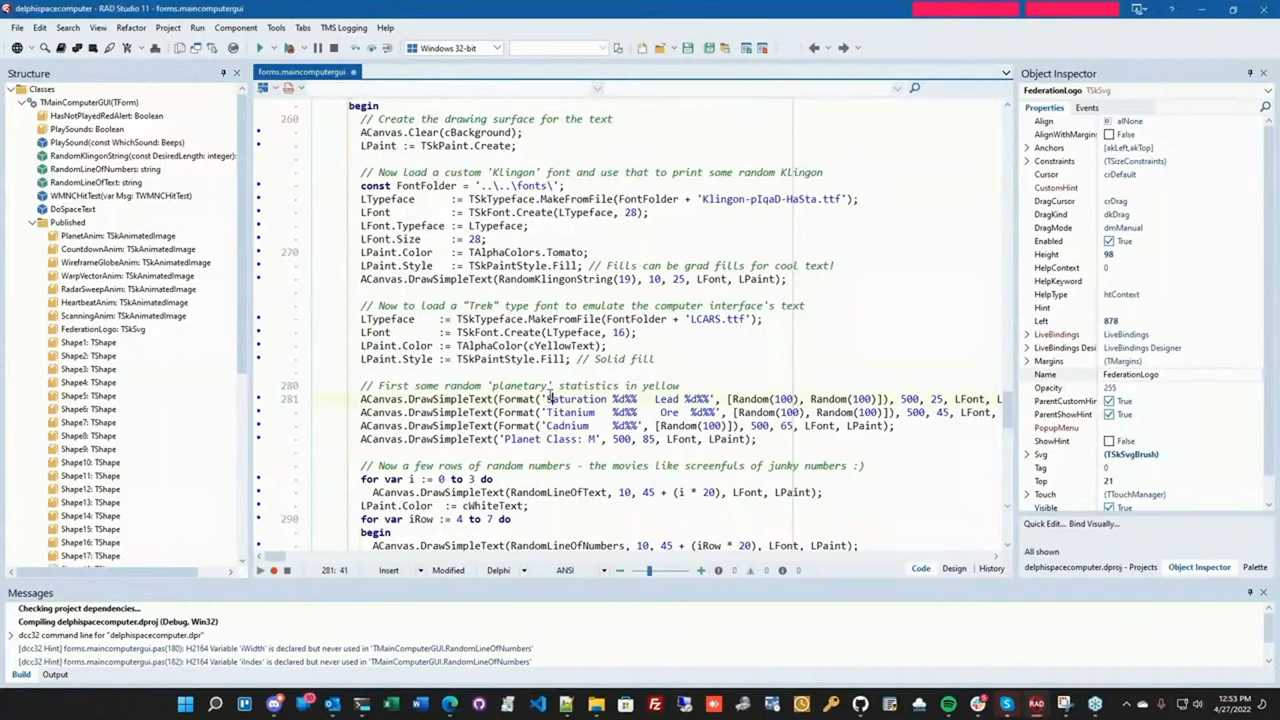 delphispacecomputer - RAD Studio 11 - forms.maincomputergui
File Edit Search View Refactor Project Run Component Tools Tabs TMS Logging Help
Windows 32-bit
Structure
Classes
TMainComputerGUI(TForm)
HasNotPlayedRedAlert: Boolean
PlaySounds: Boolean
PlaySound(const WhichSound: Beeps)
RandomKlingonString(const DesiredLength: integer):
RandomLineOfNumbers: string
RandomLineOfText: string
WMNCHitTest(var Msg: TWMNCHitTest)
DoSpaceText
Published
PlanetAnim: TSkAnimatedImage
CountdownAnim: TSkAnimatedImage
WireframeGlobeAnim: TSkAnimatedImage
WarpVectorAnim: TSkAnimatedImage
RadarSweepAnim: TSkAnimatedImage
HeartbeatAnim: TSkAnimatedImage
ScanningAnim: TSkAnimatedImage
FederationLogo: TSkSvg
Shape1: TShape
Shape2: TShape
Shape3: TShape
Shape4: TShape
Shape5: TShape
Shape6: TShape
Shape7: TShape
Shape8: TShape
Shape9: TShape
Shape10: TShape
Shape11: TShape
Shape12: TShape
Shape13: TShape
Shape14: TShape
Shape15: TShape
Shape16: TShape
Shape17: TShape
forms.maincomputergui
begin
260 // Create the drawing surface for the text
ACanvas.Clear(cBackground);
LPaint := TSkPaint.Create;
// Now load a custom 'Klingon' font and use that to print some random Klingon
const FontFolder = '..\..\fonts\';
LTypeface := TSkTypeface.MakeFromFile(FontFolder + 'Klingon-pIqaD-HaSta.ttf');
LFont := TSkFont.Create(LTypeface, 28);
LFont.Typeface := LTypeface;
LFont.Size := 28;
270 LPaint.Color := TAlphaColors.Tomato;
LPaint.Style := TSkPaintStyle.Fill; // Fills can be grad fills for cool text!
ACanvas.DrawSimpleText(RandomKlingonString(19), 10, 25, LFont, LPaint);
// Now to load a "Trek" type font to emulate the computer interface's text
LTypeface := TSkTypeface.MakeFromFile(FontFolder + 'LCARS.ttf');
LFont := TSkFont.Create(LTypeface, 16);
LPaint.Color := TAlphaColor(cYellowText);
LPaint.Style := TSkPaintStyle.Fill; // Solid fill
280 // First some random 'planetary' statistics in yellow
281 ACanvas.DrawSimpleText(Format('Saturation %d%% Lead %d%%', [Random(100), Random(100)]), 500, 25, LFont, L
ACanvas.DrawSimpleText(Format('Titanium %d%% Ore %d%%', [Random(100), Random(100)]), 500, 45, LFont,
ACanvas.DrawSimpleText(Format('Cadnium %d%%', [Random(100)]), 500, 65, LFont, LPaint);
ACanvas.DrawSimpleText('Planet Class: M', 500, 85, LFont, LPaint);
// Now a few rows of random numbers - the movies like screenfuls of junky numbers :)
for var i := 0 to 3 do
ACanvas.DrawSimpleText(RandomLineOfText, 10, 45 + (i * 20), LFont, LPaint);
LPaint.Color := cWhiteText;
290 for var iRow := 4 to 7 do
begin
ACanvas.DrawSimpleText(RandomLineOfNumbers, 10, 45 + (iRow * 20), LFont, LPaint);
281: 41 Insert Modified Delphi ANSI 0 0 0 Code Design History
Object Inspector
FederationLogo TSkSvg
Properties Events
Align alNone
AlignWithMargins False
Anchors [akLeft,akTop]
Constraints (TSizeConstraints)
Cursor crDefault
CustomHint
DragCursor crDrag
DragKind dkDrag
DragMode dmManual
Enabled True
Height 98
HelpContext 0
HelpKeyword
HelpType htContext
Hint
Left 878
LiveBindings LiveBindings
LiveBindings Desi LiveBindings Designer
Margins (TMargins)
Name FederationLogo
Opacity 255
ParentCustomHint True
ParentShowHint True
PopupMenu
ShowHint False
Svg (TSkSvgBrush)
Tag 0
Top 21
Touch (TTouchManager)
Visible True
Quick Edit... Bind Visually...
All shown
delphispacecomputer.dproj - Projects Object Inspector Palette
Messages
Checking project dependencies...
Compiling delphispacecomputer.dproj (Debug, Win32)
dcc32 command line for "delphispacecomputer.dpr"
[dcc32 Hint] forms.maincomputergui.pas(180): H2164 Variable 'iWidth' is declared but never used in 'TMainComputerGUI.RandomLineOfNumbers'
[dcc32 Hint] forms.maincomputergui.pas(182): H2164 Variable 'iIndex' is declared but never used in 'TMainComputerGUI.RandomLineOfNumbers'
Build Output
12:53 PM
4/27/2022